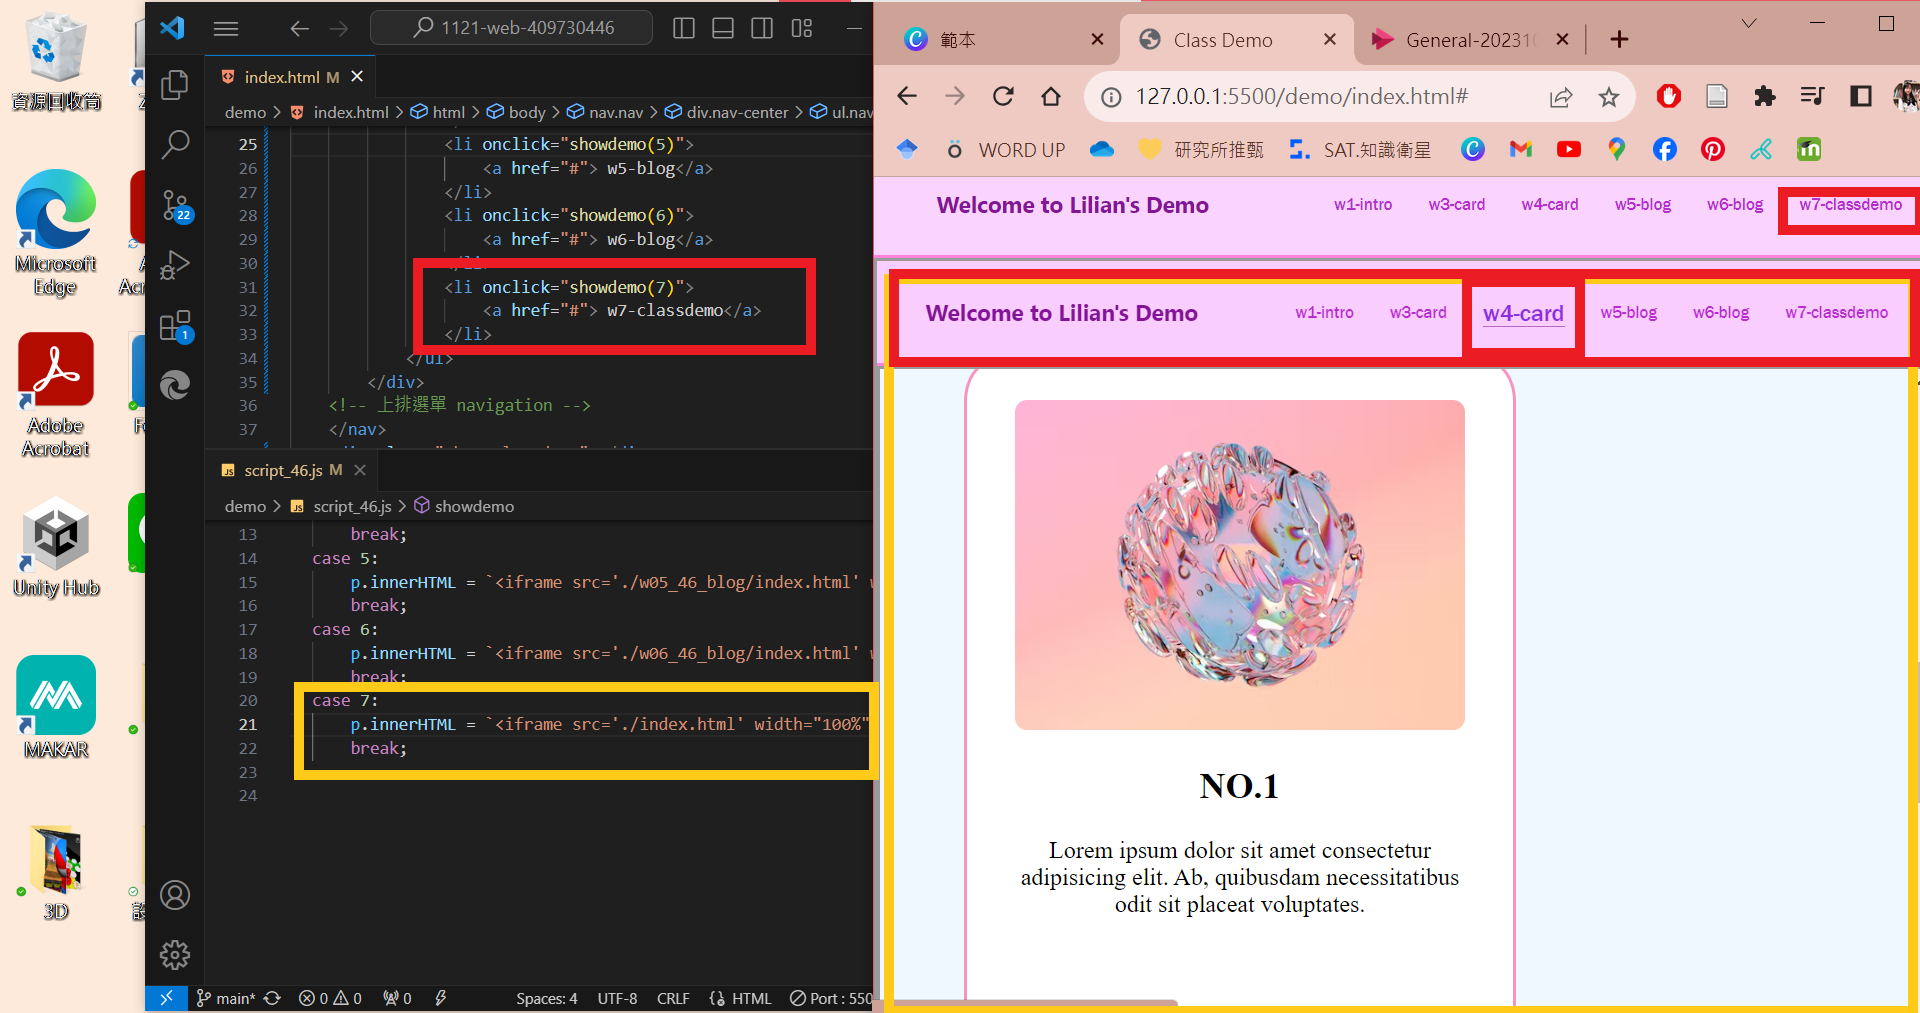 資源回收筒
Microsoft
Edge
Adobe
Acrobat
Unity Hub
MAKAR
3D
1121-web-409730446
index.html M
demo > index.html > html > body > nav.nav > div.nav-center > ul.nav
25 <li onclick="showdemo(5)">
26 <a href="#"> w5-blog</a>
27 </li>
28 <li onclick="showdemo(6)">
29 <a href="#"> w6-blog</a>
30 </li>
31 <li onclick="showdemo(7)">
32 <a href="#"> w7-classdemo</a>
33 </li>
34 </ul>
35 </div>
36 <!-- 上排選單 navigation -->
37 </nav>
script_46.js M
demo > script_46.js > showdemo
13 break;
14 case 5:
15 p.innerHTML = `<iframe src='./w05_46_blog/index.html'
16 break;
17 case 6:
18 p.innerHTML = `<iframe src='./w06_46_blog/index.html'
19 break;
20 case 7:
21 p.innerHTML = `<iframe src='./index.html' width="100%"
22 break;
23
24
22
1
main* 0 0 0 Spaces: 4 UTF-8 CRLF HTML Port : 550
範本
Class Demo
General-20231
127.0.0.1:5500/demo/index.html#
WORD UP
研究所推甄
SAT.知識衛星
Welcome to Lilian's Demo w1-intro w3-card w4-card w5-blog w6-blog w7-classdemo
Welcome to Lilian's Demo w1-intro w3-card w4-card w5-blog w6-blog w7-classdemo
NO.1
Lorem ipsum dolor sit amet consectetur
adipisicing elit. Ab, quibusdam necessitatibus
odit sit placeat voluptates.